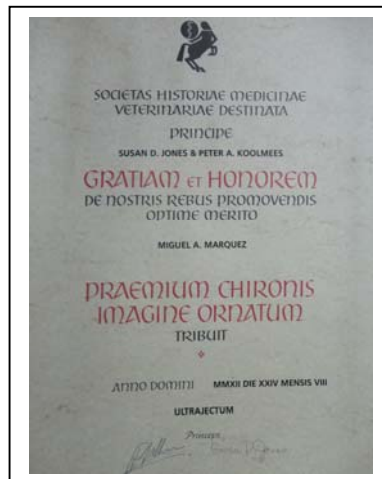 SOCIETAS HISTORIAE MEDICINAE
VETERINARIAE DESTINATA
PRINCIPE
SUSAN D. JONES & PETER A. KOOLMEES
GRATIAM ET HONOREM
DE NOSTRIS REBUS PROMOVENDIS
OPTIME MERITO
MIGUEL A. MARQUEZ
PRAEMIUM CHIRONIS
IMAGINE ORNATUM
TRIBUIT
ANNO DOMINI MMXII DIE XXIV MENSIS VIII
ULTRAJECTUM
Princeps